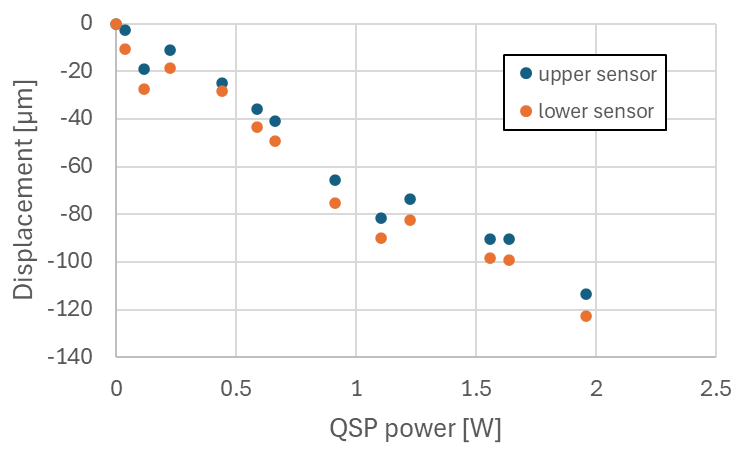 0
-20
-40
-60
-80
-100
-120
-140
Displacement [µm]
upper sensor
lower sensor
0 0.5 1 1.5 2 2.5
QSP power [W]